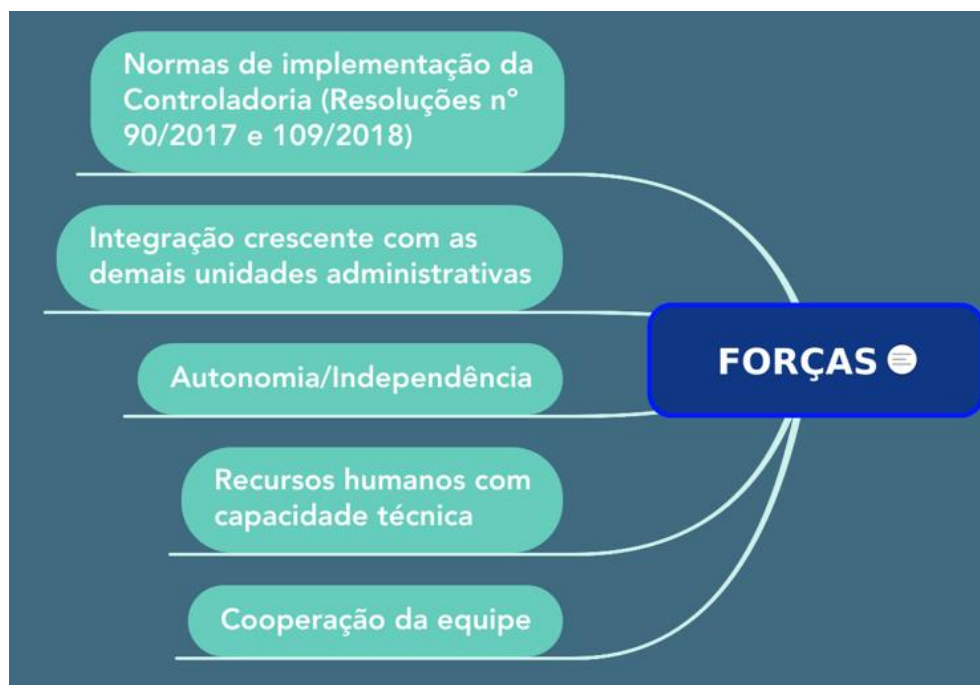 Normas de implementação da
Controladoria (Resoluções nº
90/2017 e 109/2018)
Integração crescente com as
demais unidades administrativas
Autonomia/Independência
Recursos humanos com
capacidade técnica
Cooperação da equipe
FORÇAS